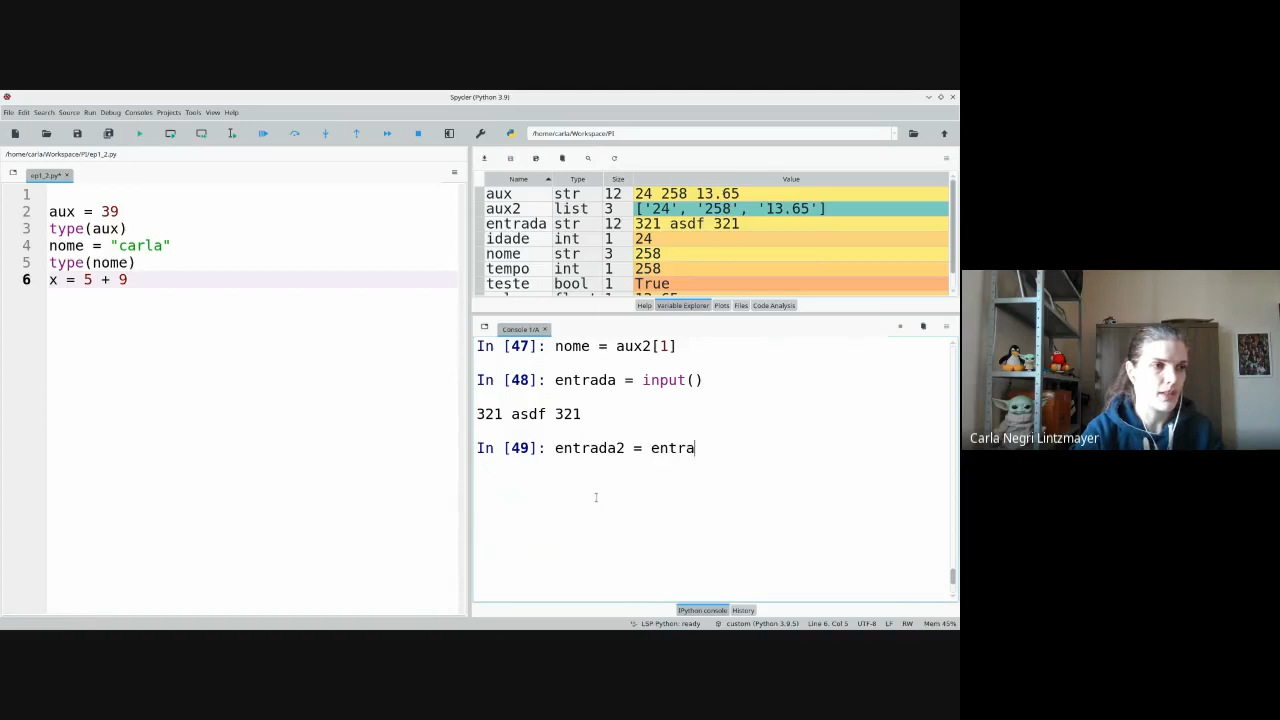 Spyder (Python 3.9)
File Edit Search Source Run Debug Consoles Projects Tools View Help
/home/carla/Workspace/PI
/home/carla/Workspace/PI/ep1_2.py
ep1_2.py*
1
2 aux = 39
3 type(aux)
4 nome = "carla"
5 type(nome)
6 x = 5 + 9
Name Type Size Value
aux str 12 24 258 13.65
aux2 list 3 ['24', '258', '13.65']
entrada str 12 321 asdf 321
idade int 1 24
nome str 3 258
tempo int 1 258
teste bool 1 True
Help Variable Explorer Plots Files Code Analysis
Console 1/A
In [47]: nome = aux2[1]
In [48]: entrada = input()
321 asdf 321
In [49]: entrada2 = entra
IPython console History
LSP Python: ready custom (Python 3.9.5) Line 6, Col 5 UTF-8 LF RW Mem 45%
Carla Negri Lintzmayer